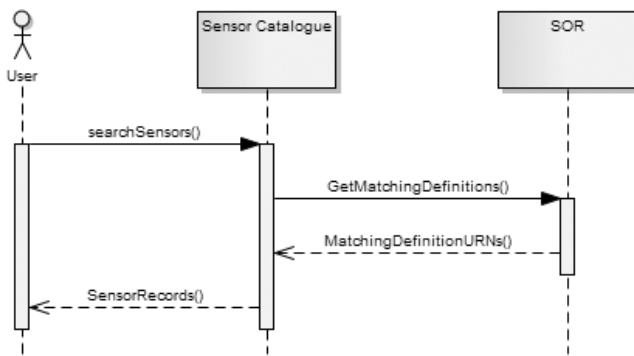 Sensor Catalogue
SOR
User
searchSensors()
GetMatchingDefinitions()
MatchingDefinitionURNs()
SensorRecords()